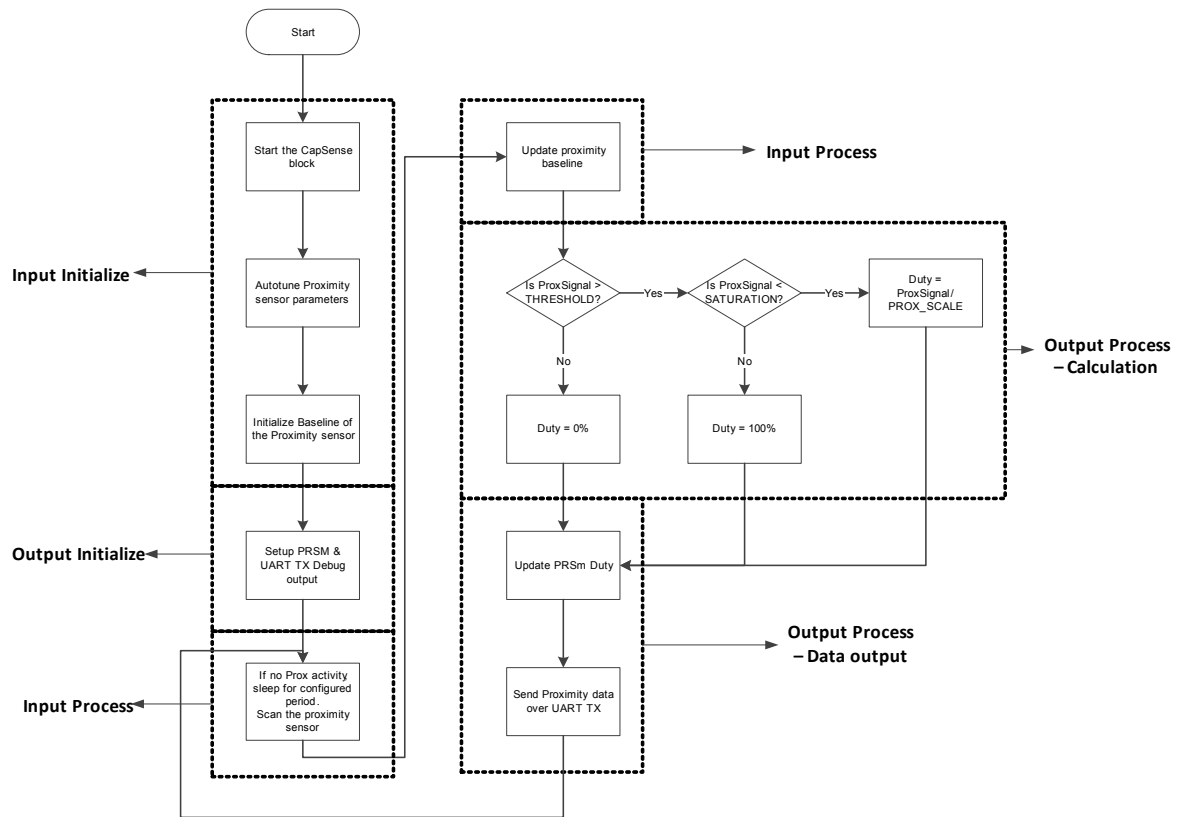 Start
Start the CapSense
block
Autotune Proximity
sensor parameters
Initialize Baseline of
the Proximity sensor
Input Initialize
Setup PRSM &
UART TX Debug
output
Output Initialize
If no Prox activity,
sleep for configured
period.
Scan the proximity
sensor
Input Process
Update proximity
baseline
Input Process
Is ProxSignal >
THRESHOLD?
Yes
Is ProxSignal <
SATURATION?
Yes
Duty =
ProxSignal/
PROX_SCALE
No
No
Duty = 0%
Duty = 100%
Output Process
– Calculation
Update PRSm Duty
Send Proximity data
over UART TX
Output Process
– Data output